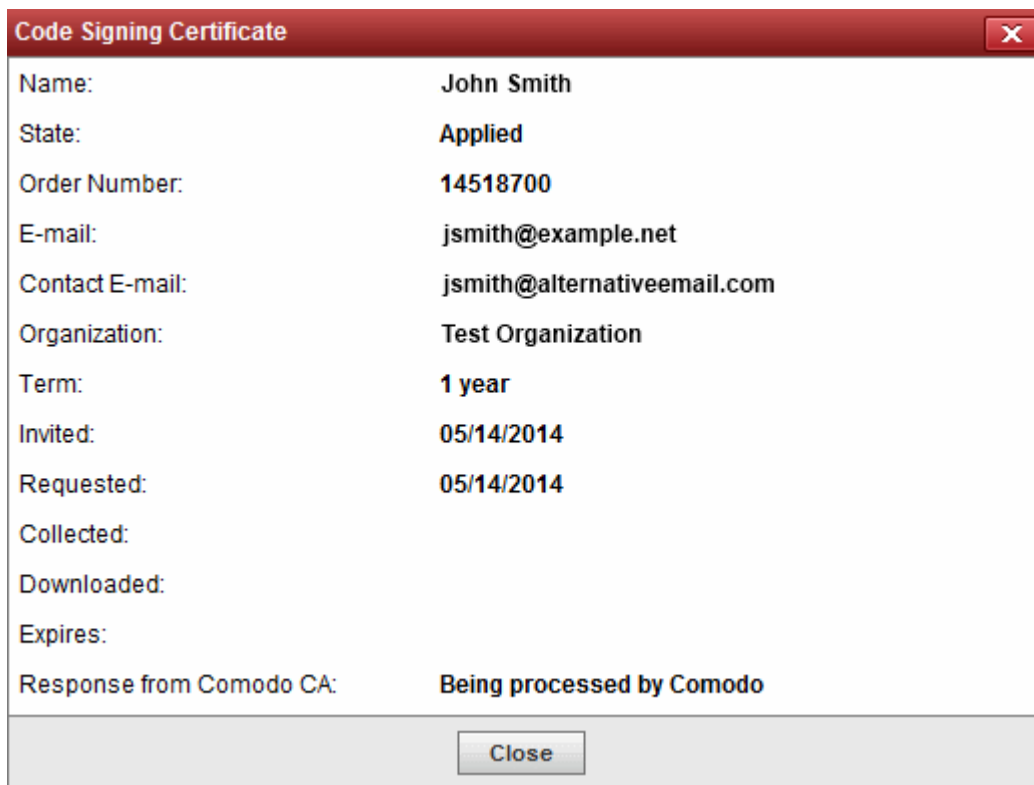 Code Signing Certificate X
Name: John Smith
State: Applied
Order Number: 14518700
E-mail: jsmith@example.net
Contact E-mail: jsmith@alternativeemail.com
Organization: Test Organization
Term: 1 year
Invited: 05/14/2014
Requested: 05/14/2014
Collected:
Downloaded:
Expires:
Response from Comodo CA: Being processed by Comodo
Close